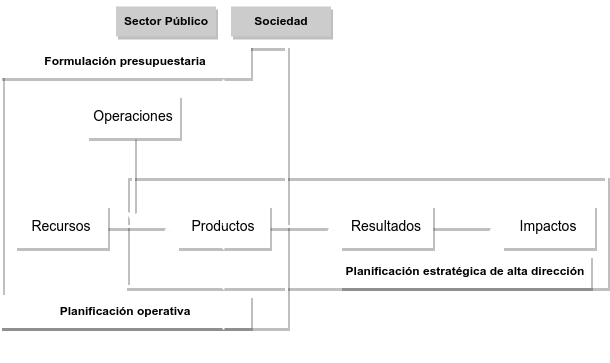 Sector Público
Sociedad
Formulación presupuestaria
Operaciones
Recursos
Productos
Resultados
Impactos
Planificación estratégica de alta dirección
Planificación operativa